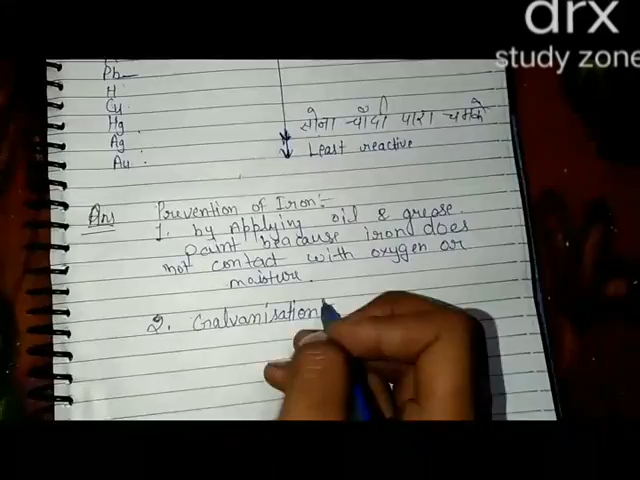 drx
study zone
Pb
H
Cu
Hg
Ag
Au
सोना चाँदी पारा चमके
Least reactive
Ans Prevention of Iron:-
1. by Applying oil & grease.
paint beacause iron does
not contact with oxygen or
moisture.
2. Galvanisation